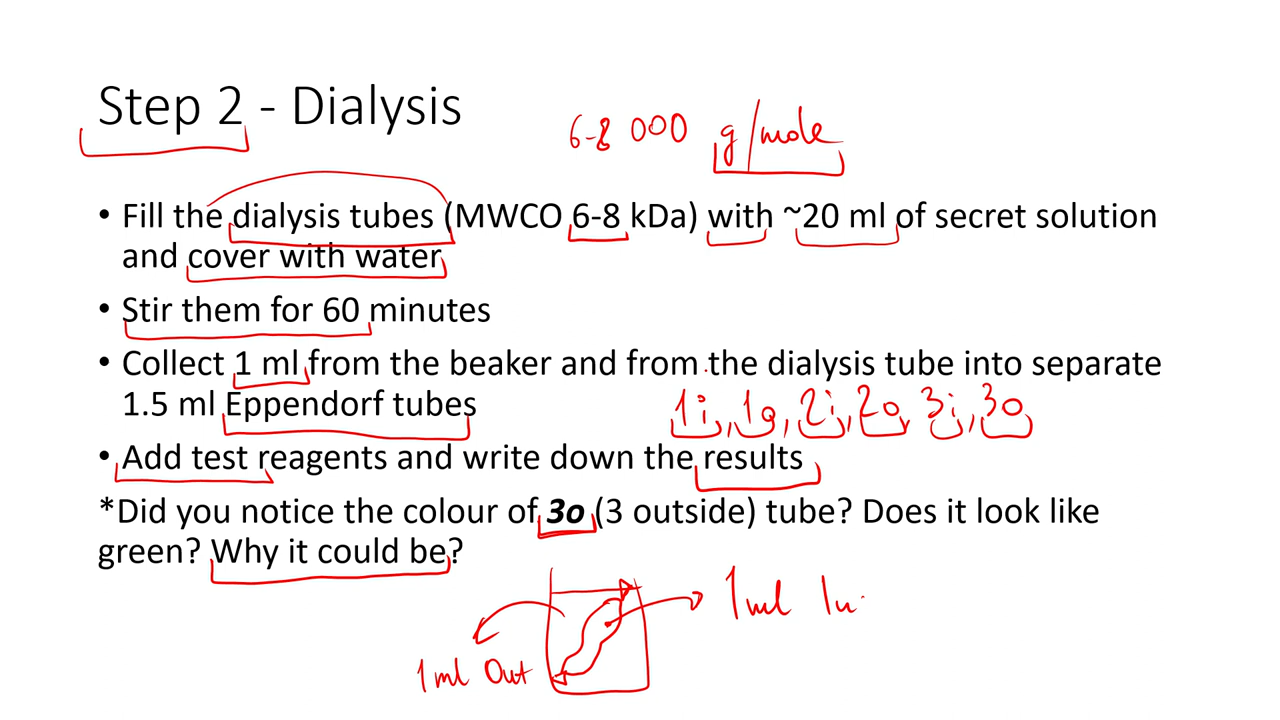 Step 2 - Dialysis
6-8 000 g/mole
• Fill the dialysis tubes (MWCO 6-8 kDa) with ~20 ml of secret solution
and cover with water
• Stir them for 60 minutes
• Collect 1 ml from the beaker and from the dialysis tube into separate
1.5 ml Eppendorf tubes
1i, 1o, 2i, 2o, 3i, 3o
• Add test reagents and write down the results
*Did you notice the colour of 3o (3 outside) tube? Does it look like
green? Why it could be?
1ml In
1ml Out